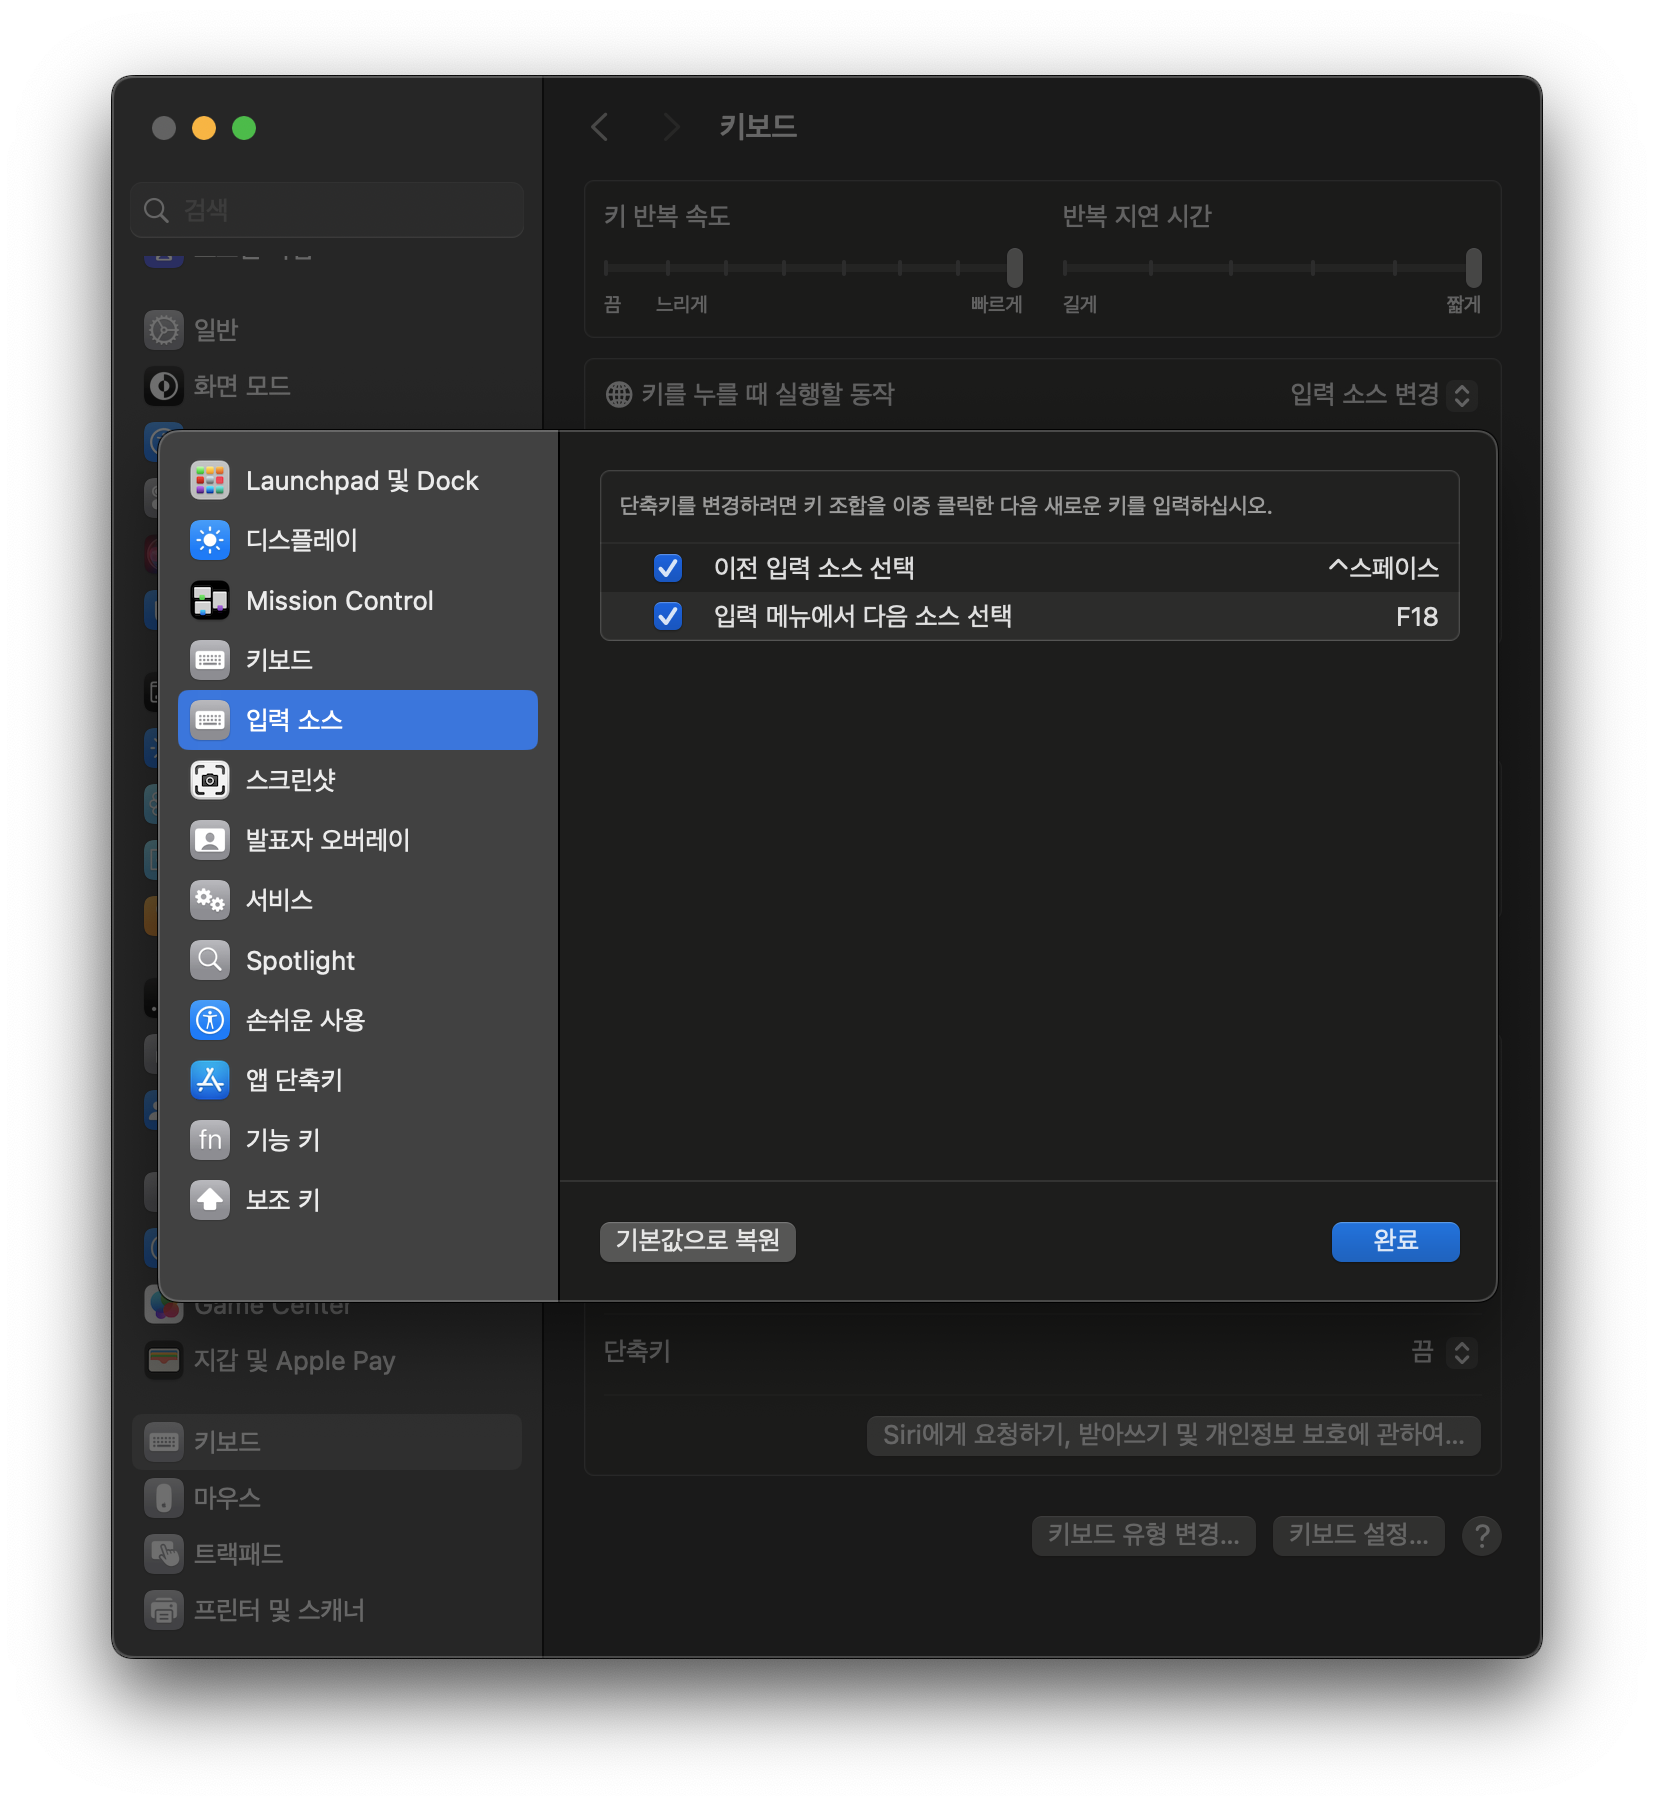 키보드
검색
키 반복 속도
반복 지연 시간
끔
느리게
빠르게
길게
짧게
키를 누를 때 실행할 동작
입력 소스 변경
일반
화면 모드
Launchpad 및 Dock
디스플레이
Mission Control
키보드
입력 소스
스크린샷
발표자 오버레이
서비스
Spotlight
손쉬운 사용
앱 단축키
fn
기능 키
보조 키
단축키를 변경하려면 키 조합을 이중 클릭한 다음 새로운 키를 입력하십시오.
이전 입력 소스 선택
^스페이스
입력 메뉴에서 다음 소스 선택
F18
기본값으로 복원
완료
Game Center
지갑 및 Apple Pay
키보드
마우스
트랙패드
프린터 및 스캐너
단축키
끔
Siri에게 요청하기, 받아쓰기 및 개인정보 보호에 관하여...
키보드 유형 변경...
키보드 설정...
?